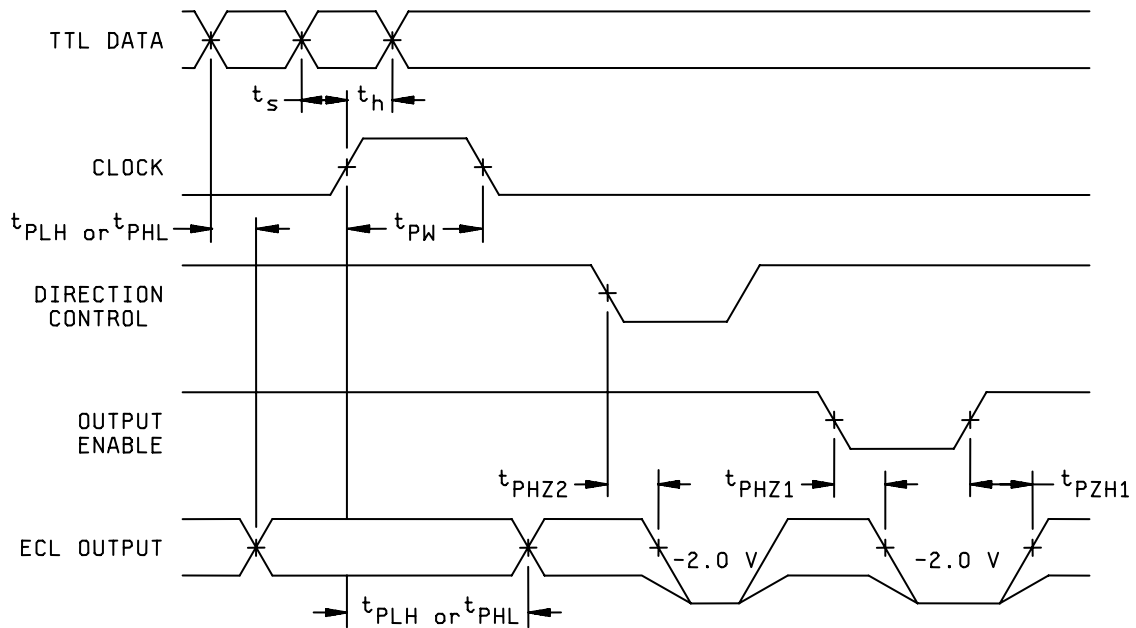 TTL DATA
t_s
t_h
CLOCK
t_PLH or t_PHL
t_PW
DIRECTION
CONTROL
OUTPUT
ENABLE
t_PHZ2
t_PHZ1
t_PZH1
ECL OUTPUT
-2.0 V
-2.0 V
t_PLH or t_PHL